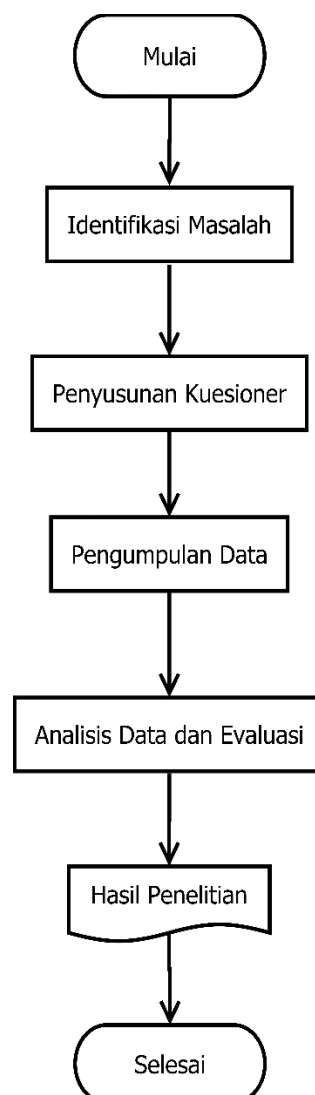 Mulai
Identifikasi Masalah
Penyusunan Kuesioner
Pengumpulan Data
Analisis Data dan Evaluasi
Hasil Penelitian
Selesai